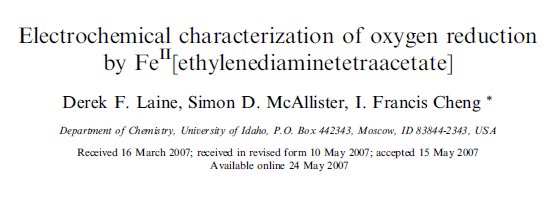 Electrochemical characterization of oxygen reduction
by Fe^II[ethylenediaminetetraacetate]
Derek F. Laine, Simon D. McAllister, I. Francis Cheng *
Department of Chemistry, University of Idaho, P.O. Box 442343, Moscow, ID 83844-2343, USA
Received 16 March 2007; received in revised form 10 May 2007; accepted 15 May 2007
Available online 24 May 2007